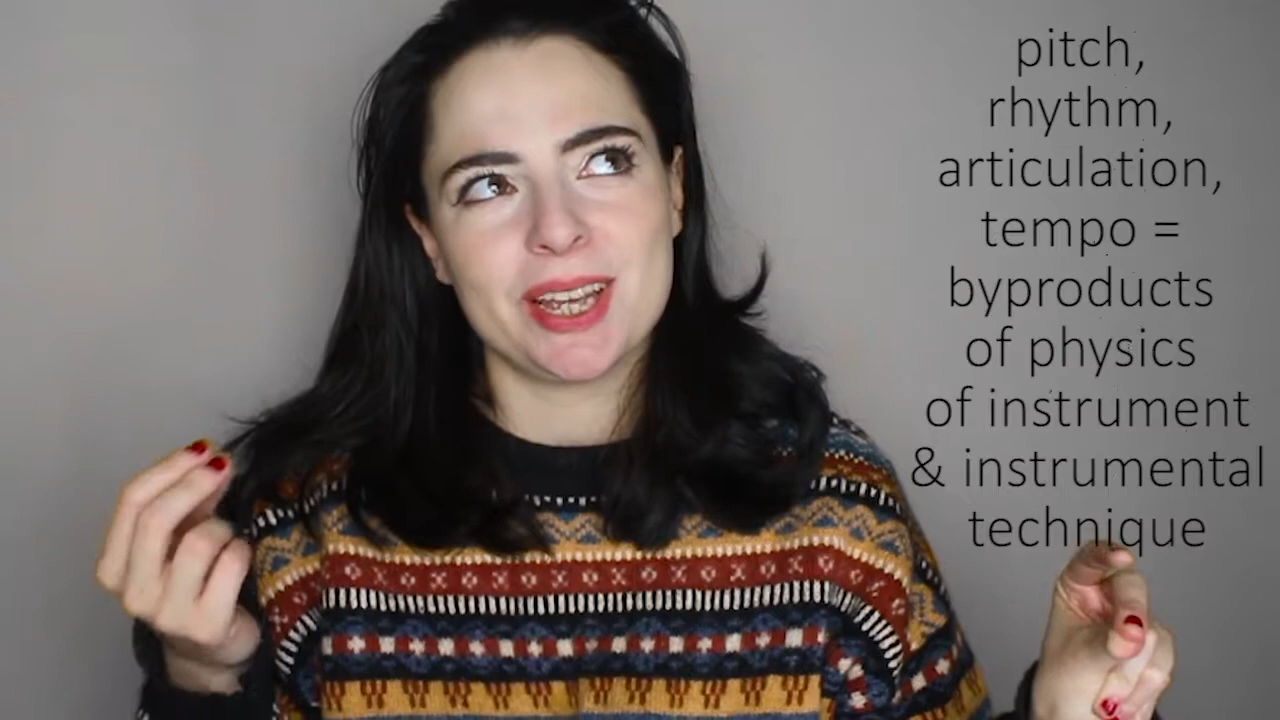 pitch,
rhythm,
articulation,
tempo =
byproducts
of physics
of instrument
& instrumental
technique